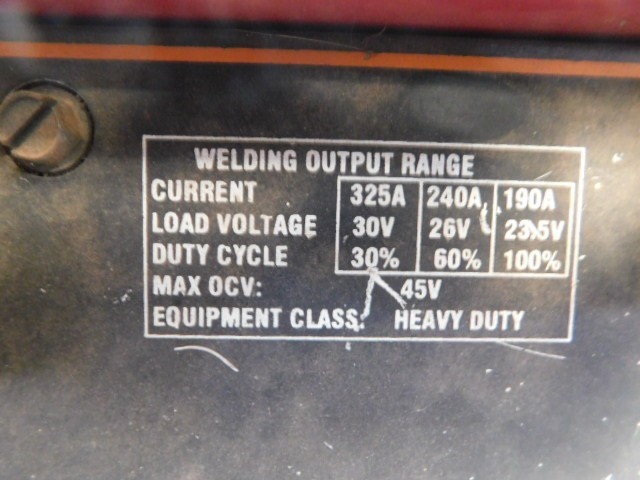 WELDING OUTPUT RANGE
CURRENT 325A 240A 190A
LOAD VOLTAGE 30V 26V 23.5V
DUTY CYCLE 30% 60% 100%
MAX OCV: 45V
EQUIPMENT CLASS: HEAVY DUTY